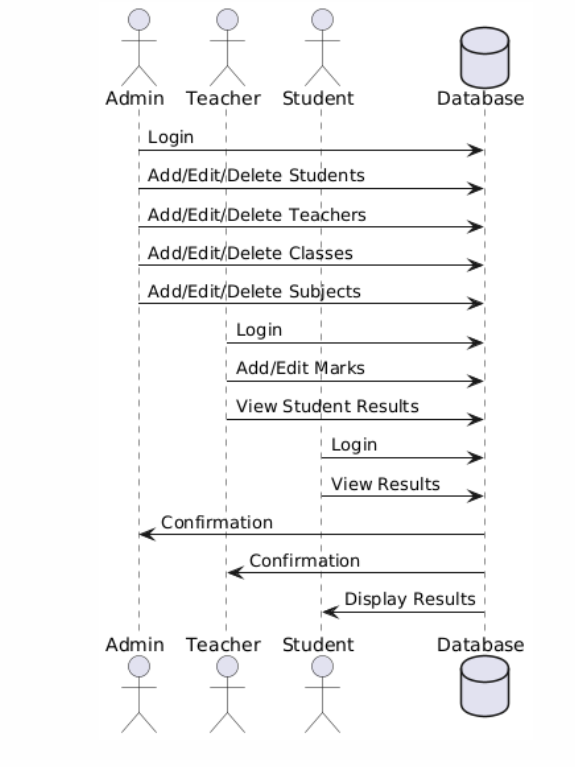 Admin Teacher Student Database
Login
Add/Edit/Delete Students
Add/Edit/Delete Teachers
Add/Edit/Delete Classes
Add/Edit/Delete Subjects
Login
Add/Edit Marks
View Student Results
Login
View Results
Confirmation
Confirmation
Display Results
Admin Teacher Student Database